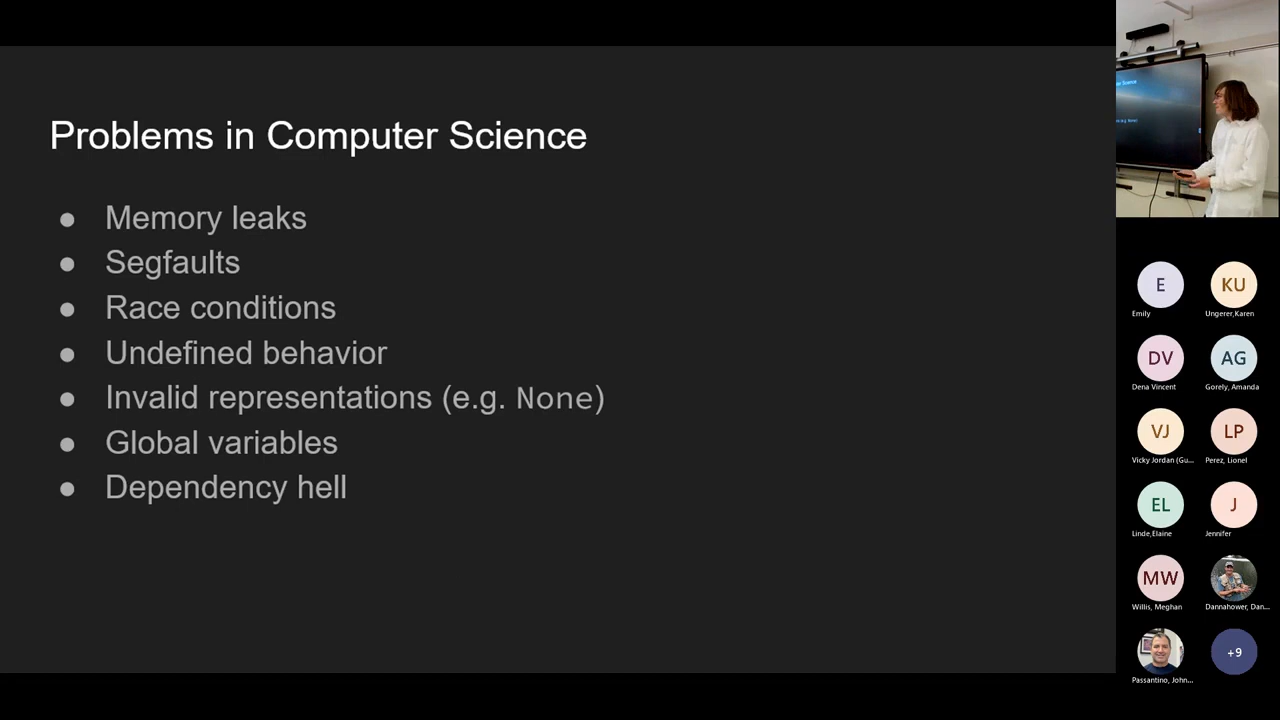 Problems in Computer Science
● Memory leaks
● Segfaults
● Race conditions
● Undefined behavior
● Invalid representations (e.g. None)
● Global variables
● Dependency hell
E
Emily
KU
Ungerer,Karen
DV
Dena Vincent
AG
Gorely, Amanda
VJ
Vicky Jordan (Gu...
LP
Perez, Lionel
EL
Linde,Elaine
J
Jennifer
MW
Willis, Meghan
Dannahower, Dan...
Passantino, John...
+9